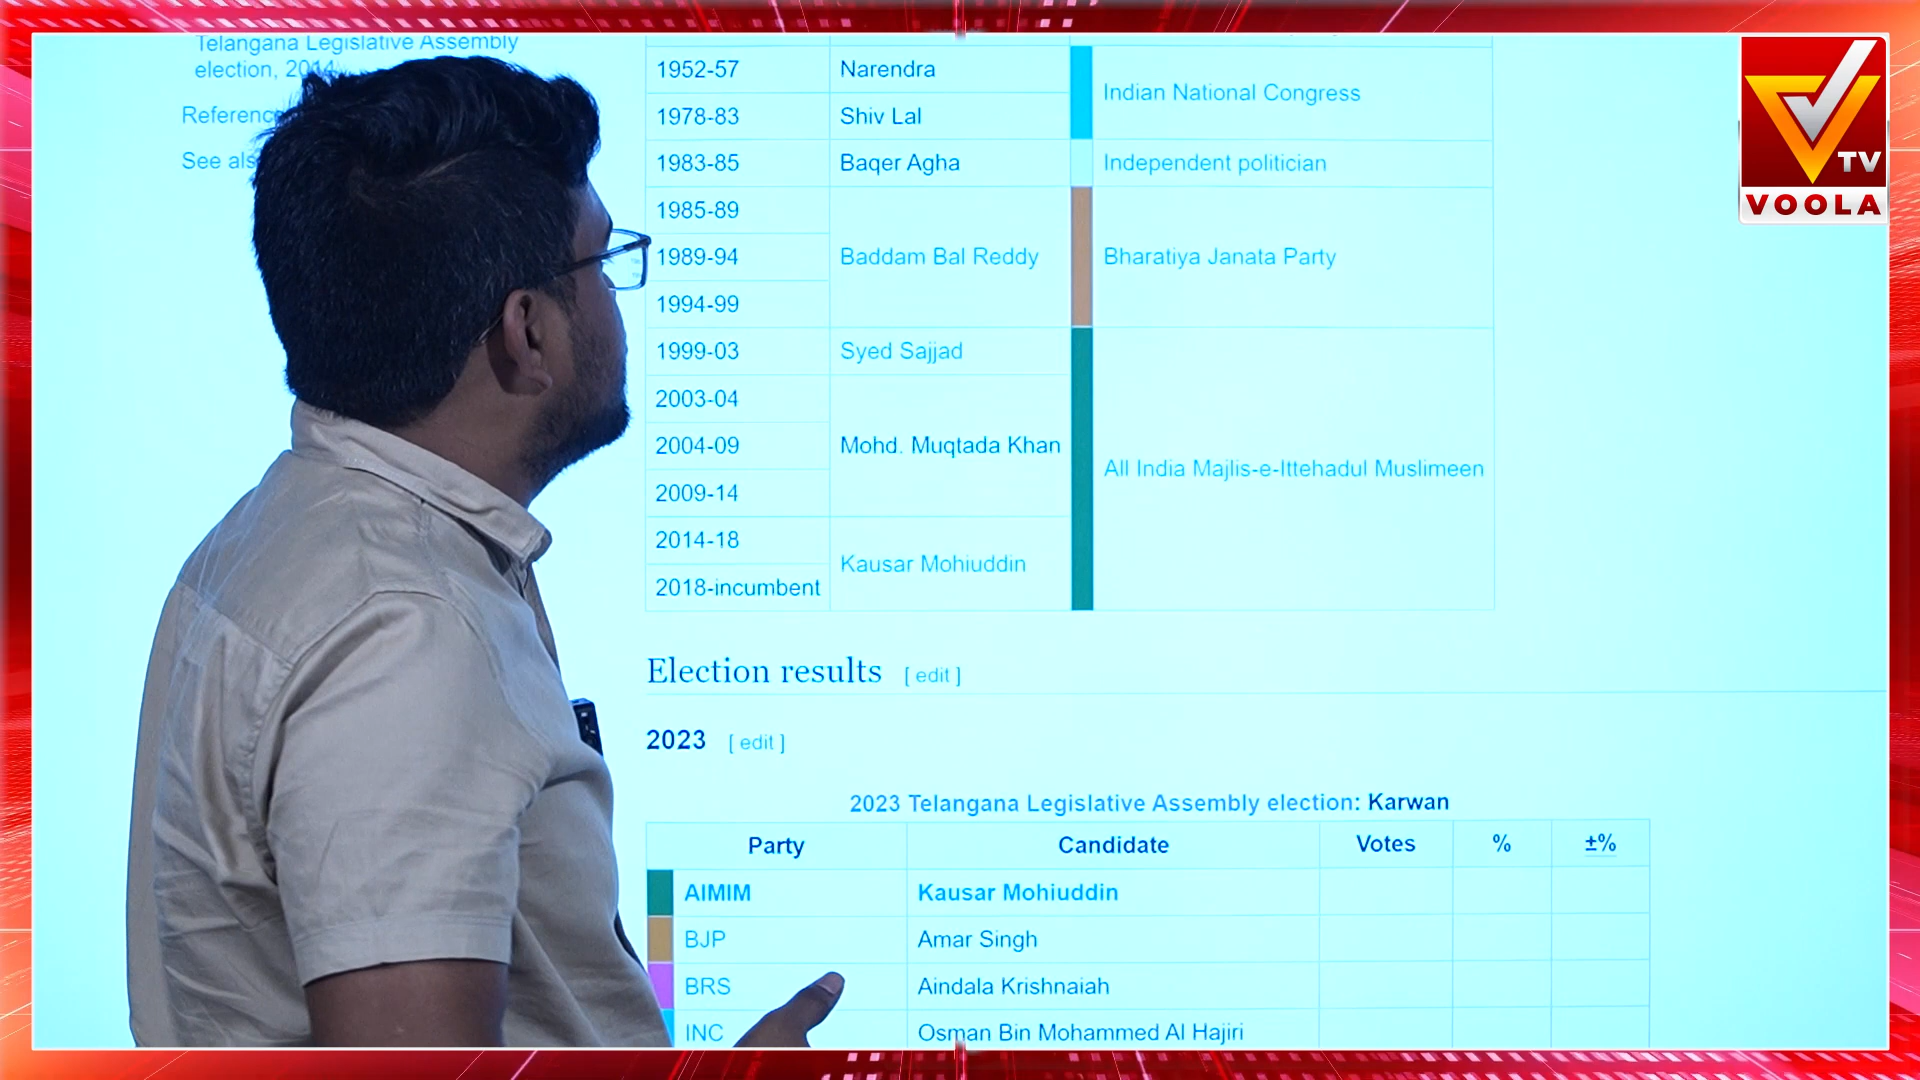 Telangana Legislative Assembly
election, 2014
See
TV
VOOLA
1952-57 Narendra Indian National Congress
1978-83 Shiv Lal
1983-85 Baqer Agha Independent politician
1985-89
1989-94 Baddam Bal Reddy Bharatiya Janata Party
1994-99
1999-03 Syed Sajjad
2003-04
2004-09 Mohd. Muqtada Khan All India Majlis-e-Ittehadul Muslimeen
2009-14
2014-18
2018-incumbent Kausar Mohiuddin
Election results [ edit ]
2023 [ edit ]
2023 Telangana Legislative Assembly election: Karwan
Party Candidate Votes % ±%
AIMIM Kausar Mohiuddin
BJP Amar Singh
BRS Aindala Krishnaiah
INC Osman Bin Mohammed Al Hajiri